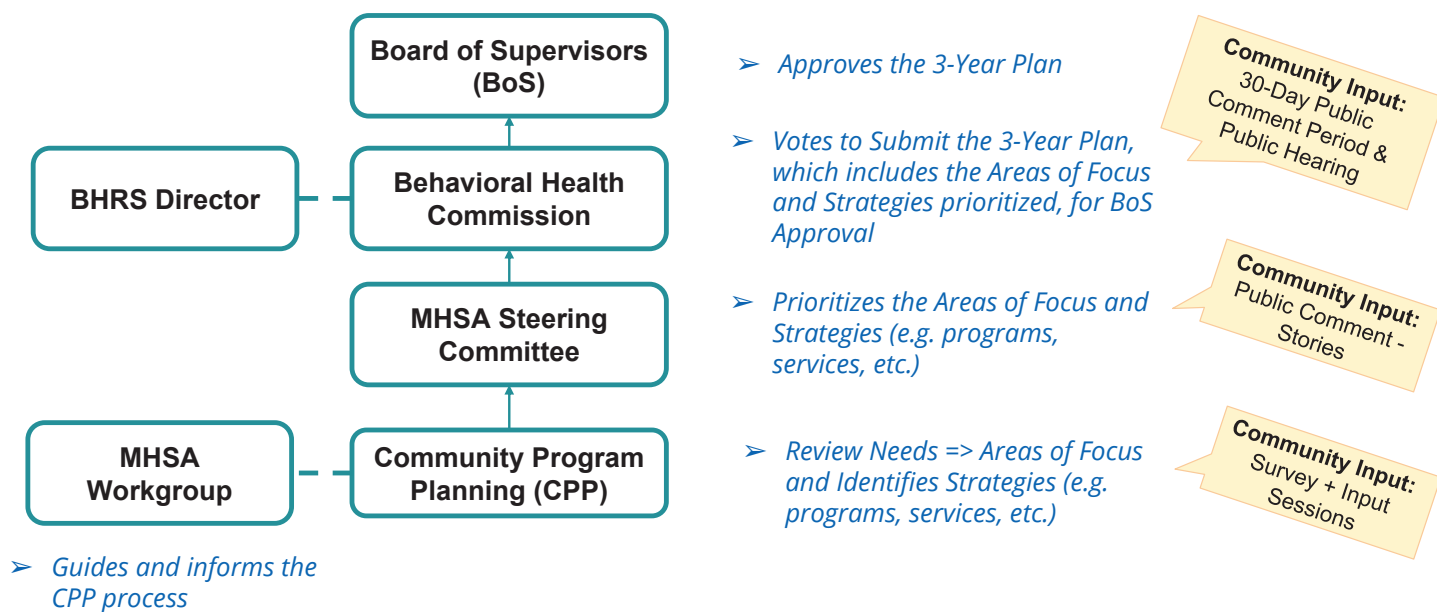 Board of Supervisors
(BoS)
➢ Approves the 3-Year Plan
Community Input:
30-Day Public
Comment Period &
Public Hearing
BHRS Director
Behavioral Health
Commission
➢ Votes to Submit the 3-Year Plan,
which includes the Areas of Focus
and Strategies prioritized, for BoS
Approval
MHSA Steering
Committee
➢ Prioritizes the Areas of Focus and
Strategies (e.g. programs,
services, etc.)
Community Input:
Public Comment -
Stories
MHSA
Workgroup
Community Program
Planning (CPP)
➢ Review Needs => Areas of Focus
and Identifies Strategies (e.g.
programs, services, etc.)
Community Input:
Survey + Input
Sessions
➢ Guides and informs the
CPP process